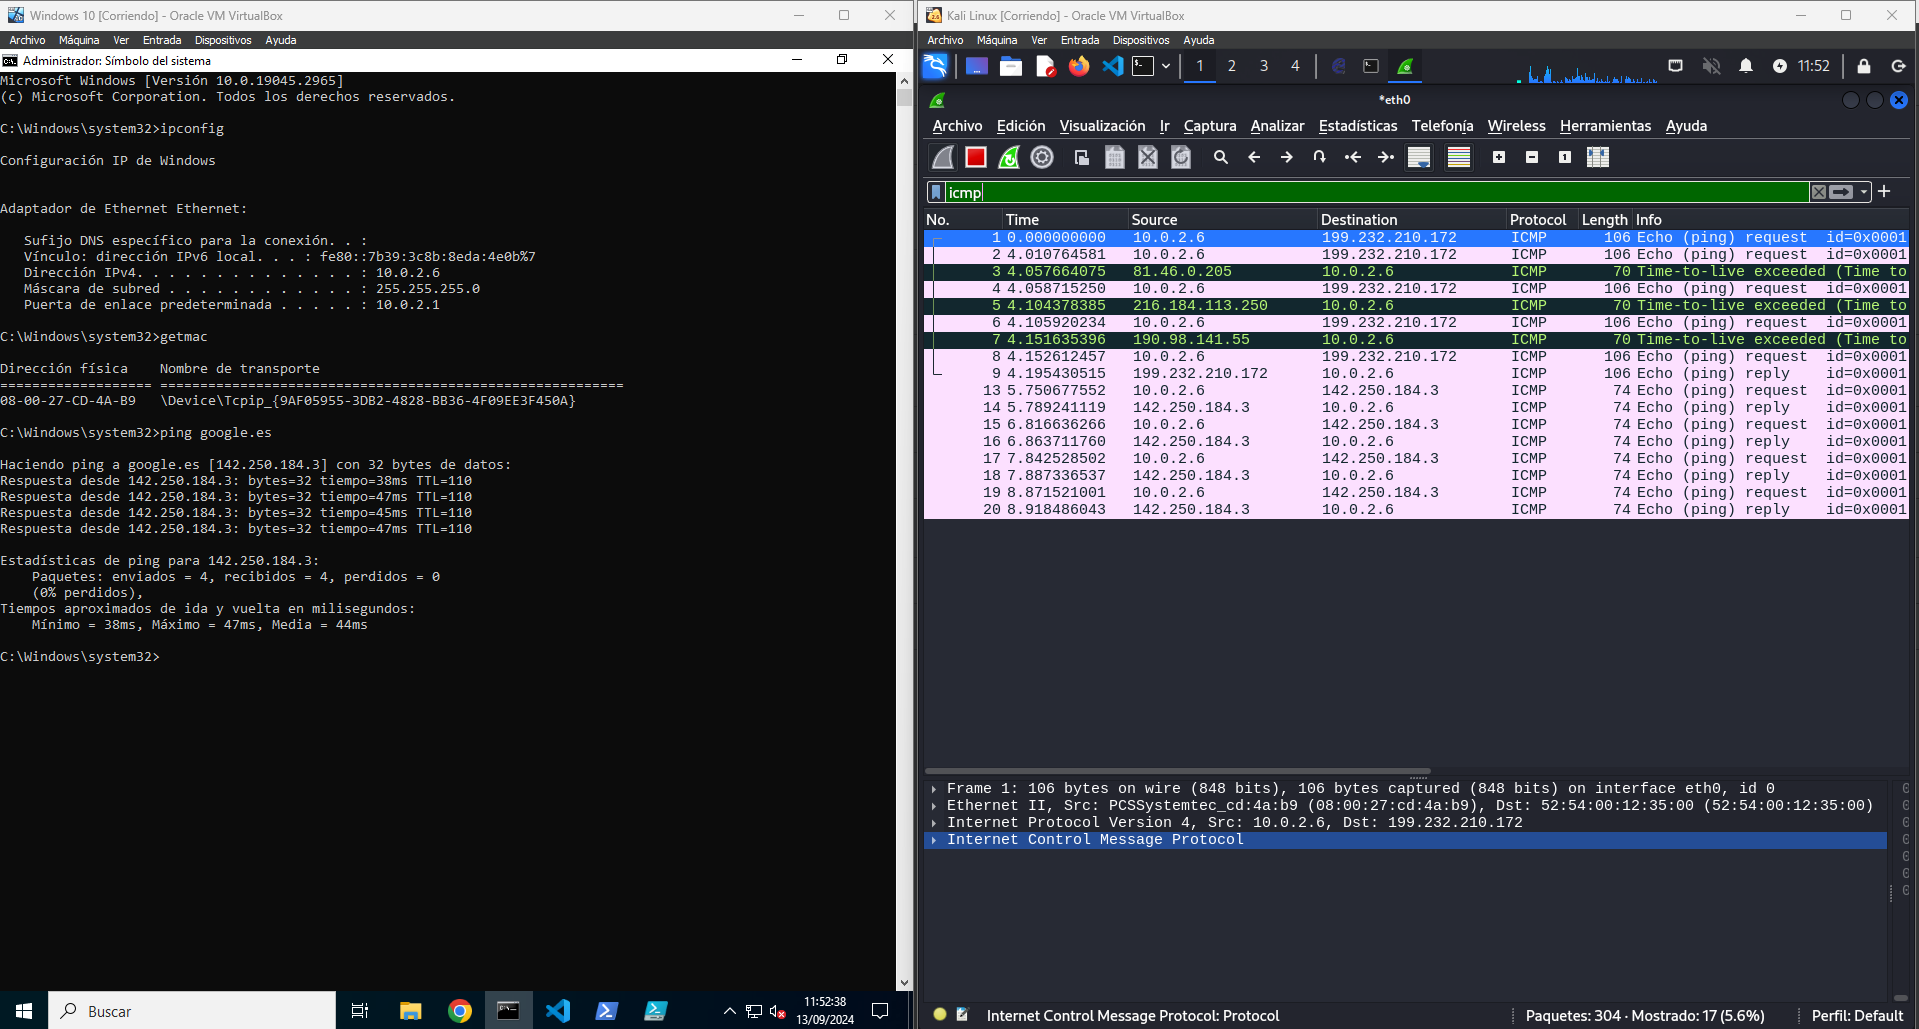 Windows 10 [Corriendo] - Oracle VM VirtualBox
Archivo Máquina Ver Entrada Dispositivos Ayuda
Administrador: Símbolo del sistema
Microsoft Windows [Versión 10.0.19045.2965]
(c) Microsoft Corporation. Todos los derechos reservados.
C:\Windows\system32>ipconfig
Configuración IP de Windows
Adaptador de Ethernet Ethernet:
Sufijo DNS específico para la conexión. . :
Vínculo: dirección IPv6 local. . . : fe80::7b39:3c8b:8eda:4e0b%7
Dirección IPv4. . . . . . . . . . . . . . : 10.0.2.6
Máscara de subred . . . . . . . . . . . . : 255.255.255.0
Puerta de enlace predeterminada . . . . . : 10.0.2.1
C:\Windows\system32>getmac
Dirección física    Nombre de transporte
=================== ==========================================================
08-00-27-CD-4A-B9   \Device\Tcpip_{9AF05955-3DB2-4828-BB36-4F09EE3F450A}
C:\Windows\system32>ping google.es
Haciendo ping a google.es [142.250.184.3] con 32 bytes de datos:
Respuesta desde 142.250.184.3: bytes=32 tiempo=38ms TTL=110
Respuesta desde 142.250.184.3: bytes=32 tiempo=47ms TTL=110
Respuesta desde 142.250.184.3: bytes=32 tiempo=45ms TTL=110
Respuesta desde 142.250.184.3: bytes=32 tiempo=47ms TTL=110
Estadísticas de ping para 142.250.184.3:
Paquetes: enviados = 4, recibidos = 4, perdidos = 0
(0% perdidos),
Tiempos aproximados de ida y vuelta en milisegundos:
Mínimo = 38ms, Máximo = 47ms, Media = 44ms
C:\Windows\system32>
Buscar
11:52:38
13/09/2024
Kali Linux [Corriendo] - Oracle VM VirtualBox
Archivo Máquina Ver Entrada Dispositivos Ayuda
1 2 3 4 11:52
*eth0
Archivo Edición Visualización Ir Captura Analizar Estadísticas Telefonía Wireless Herramientas Ayuda
icmp
No. Time Source Destination Protocol Length Info
1 0.000000000 10.0.2.6 199.232.210.172 ICMP 106 Echo (ping) request id=0x0001
2 4.010764581 10.0.2.6 199.232.210.172 ICMP 106 Echo (ping) request id=0x0001
3 4.057664075 81.46.0.205 10.0.2.6 ICMP 70 Time-to-live exceeded (Time to
4 4.058715250 10.0.2.6 199.232.210.172 ICMP 106 Echo (ping) request id=0x0001
5 4.104378385 216.184.113.250 10.0.2.6 ICMP 70 Time-to-live exceeded (Time to
6 4.105920234 10.0.2.6 199.232.210.172 ICMP 106 Echo (ping) request id=0x0001
7 4.151635396 190.98.141.55 10.0.2.6 ICMP 70 Time-to-live exceeded (Time to
8 4.152612457 10.0.2.6 199.232.210.172 ICMP 106 Echo (ping) request id=0x0001
9 4.195430515 199.232.210.172 10.0.2.6 ICMP 106 Echo (ping) reply id=0x0001
13 5.750677552 10.0.2.6 142.250.184.3 ICMP 74 Echo (ping) request id=0x0001
14 5.789241119 142.250.184.3 10.0.2.6 ICMP 74 Echo (ping) reply id=0x0001
15 6.816636266 10.0.2.6 142.250.184.3 ICMP 74 Echo (ping) request id=0x0001
16 6.863711760 142.250.184.3 10.0.2.6 ICMP 74 Echo (ping) reply id=0x0001
17 7.842528502 10.0.2.6 142.250.184.3 ICMP 74 Echo (ping) request id=0x0001
18 7.887336537 142.250.184.3 10.0.2.6 ICMP 74 Echo (ping) reply id=0x0001
19 8.871521001 10.0.2.6 142.250.184.3 ICMP 74 Echo (ping) request id=0x0001
20 8.918486043 142.250.184.3 10.0.2.6 ICMP 74 Echo (ping) reply id=0x0001
Frame 1: 106 bytes on wire (848 bits), 106 bytes captured (848 bits) on interface eth0, id 0
Ethernet II, Src: PCSSystemtec_cd:4a:b9 (08:00:27:cd:4a:b9), Dst: 52:54:00:12:35:00 (52:54:00:12:35:00)
Internet Protocol Version 4, Src: 10.0.2.6, Dst: 199.232.210.172
Internet Control Message Protocol
Internet Control Message Protocol: Protocol Paquetes: 304 · Mostrado: 17 (5.6%) Perfil: Default